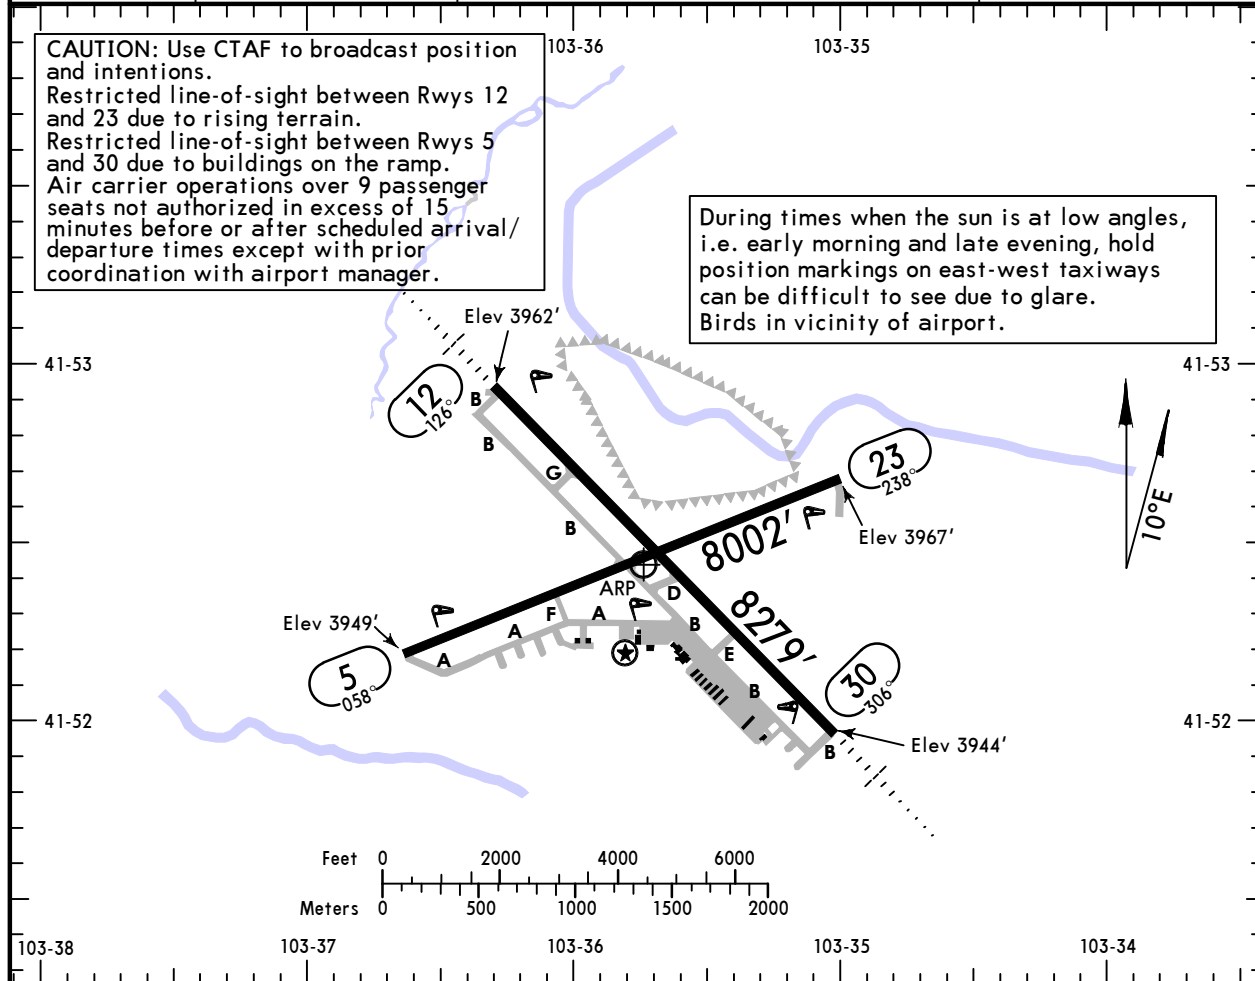 103-36
103-35
CAUTION: Use CTAF to broadcast position
and intentions.
Restricted line-of-sight between Rwys 12
and 23 due to rising terrain.
Restricted line-of-sight between Rwys 5
and 30 due to buildings on the ramp.
Air carrier operations over 9 passenger
seats not authorized in excess of 15
minutes before or after scheduled arrival/
departure times except with prior
coordination with airport manager.
During times when the sun is at low angles,
i.e. early morning and late evening, hold
position markings on east-west taxiways
can be difficult to see due to glare.
Birds in vicinity of airport.
Elev 3962'
41-53
41-53
12
126°
B
B
G
23
238°
10°E
B
8002'
Elev 3967'
ARP
D
8279'
Elev 3949'
F
A
A
B
A
E
5
058°
30
306°
B
41-52
41-52
B
Elev 3944'
Feet 0 2000 4000 6000
Meters 0 500 1000 1500 2000
103-38
103-37
103-36
103-35
103-34